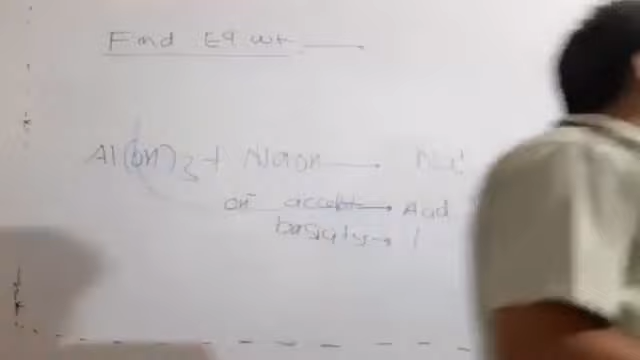 Find Eq wt
Al(OH)3 + NaOH → Na
OH⁻ accept → Acid
basicity → 1